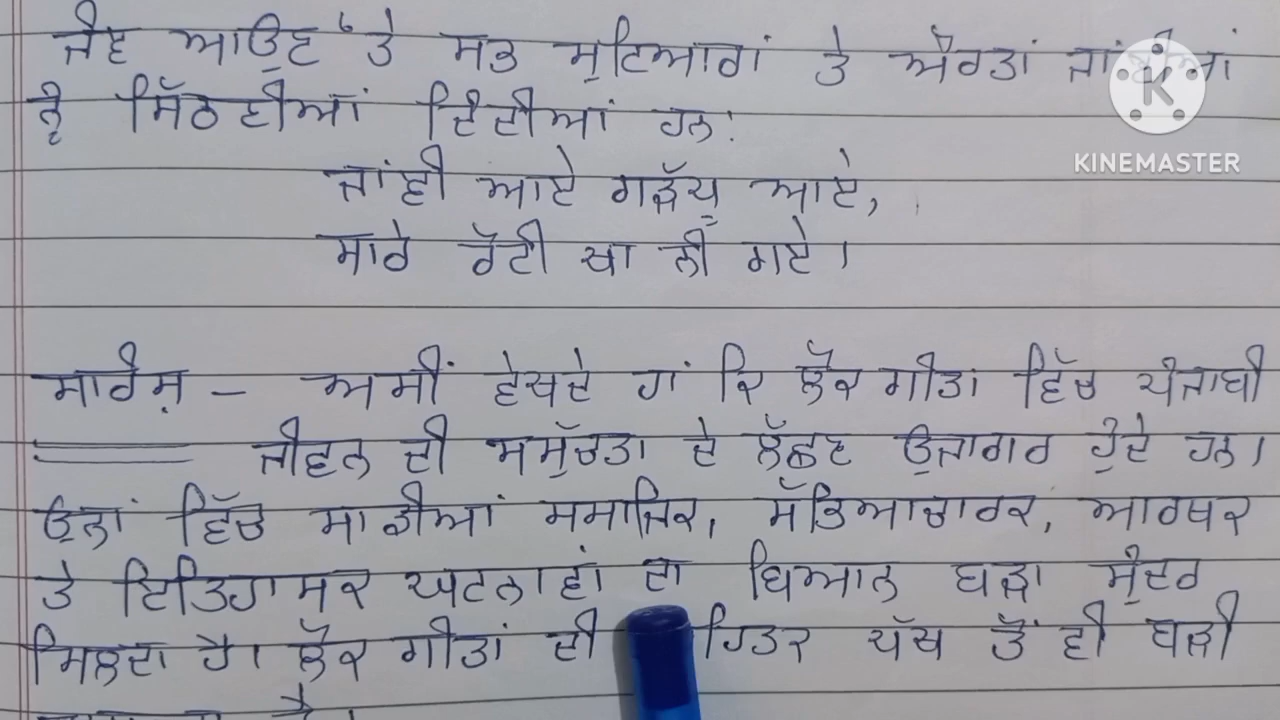 ਜੰਞ ਆਉਣ 'ਤੇ ਸਭ ਮੁਟਿਆਰਾਂ ਤੇ ਔਰਤਾਂ ਜਾਂਞੀਆਂ
ਨੂੰ ਸਿੱਠਣੀਆਂ ਦਿੰਦੀਆਂ ਹਨ:
ਜਾਂਞੀ ਆਏ ਗੜੱਪੂ ਆਏ,
ਸਾਰੇ ਰੋਟੀ ਖਾ ਨੀ ਗਏ।
ਸਾਰੰਸ਼ - ਅਸੀਂ ਵੇਖਦੇ ਹਾਂ ਕਿ ਲੋਕ ਗੀਤਾਂ ਵਿੱਚ ਪੰਜਾਬੀ
ਜੀਵਨ ਦੀ ਸਮੁੱਚਤਾ ਦੇ ਲੱਛਣ ਉਜਾਗਰ ਹੁੰਦੇ ਹਨ।
ਉਨਾਂ ਵਿੱਚ ਸਾਡੀਆਂ ਸਮਾਜਿਕ, ਸੱਭਿਆਚਾਰਕ, ਆਰਥਕ
ਤੇ ਇਤਿਹਾਸਕ ਘਟਨਾਵਾਂ ਦਾ ਬਿਆਨ ਬੜਾ ਸੁੰਦਰ
ਮਿਲਦਾ ਹੈ। ਲੋਕ ਗੀਤਾਂ ਦੀ ਪੱਖ ਤੋਂ ਵੀ ਬੜੀ
ਹੈ।
KINEMASTER